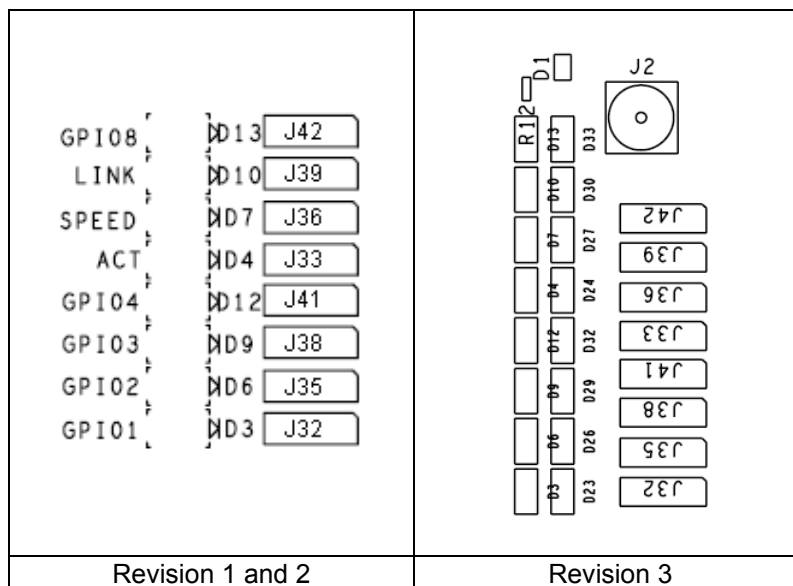 GPIO8 D13 J42
LINK D10 J39
SPEED D7 J36
ACT D4 J33
GPIO4 D12 J41
GPIO3 D9 J38
GPIO2 D6 J35
GPIO1 D3 J32
Revision 1 and 2
D1
J2
R12
D13 D33
D10 D30
D7 D27
D4 D24
D12 D32
D9 D29
D6 D26
D3 D23
J42
J39
J36
J33
J41
J38
J35
J32
Revision 3